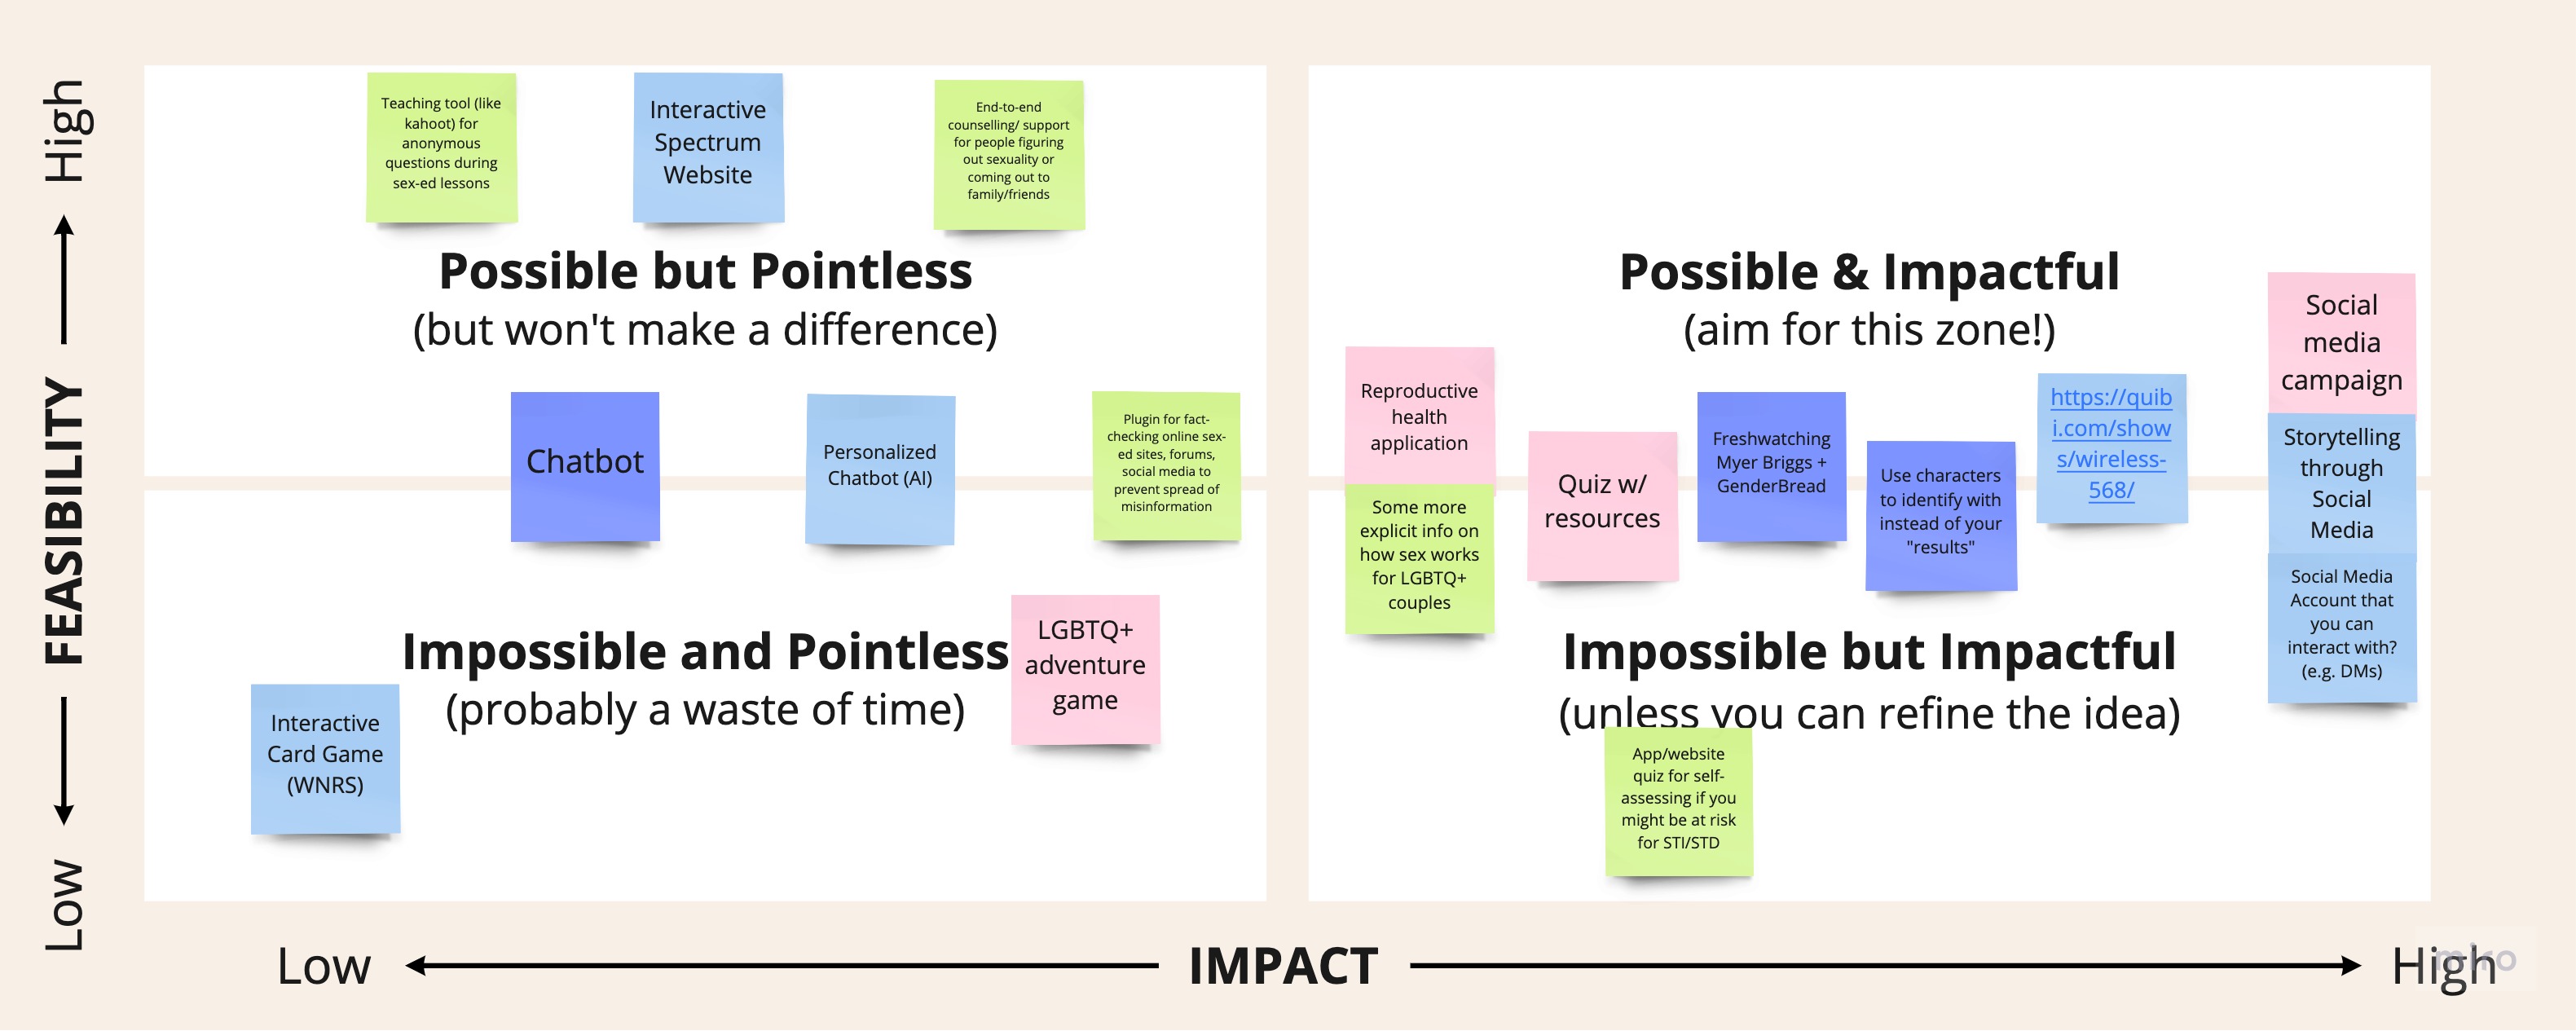 High
FEASIBILITY
Low
Teaching tool (like
kahoot) for
anonymous
questions during
sex-ed lessons
Interactive
Spectrum
Website
End-to-end
counselling/ support
for people figuring
out sexuality or
coming out to
family/friends
Possible but Pointless
(but won't make a difference)
Chatbot
Personalized
Chatbot (AI)
Plugin for fact-
checking online sex-
ed sites, forums,
social media to
prevent spread of
misinformation
Possible & Impactful
(aim for this zone!)
Social
media
campaign
Reproductive
health
application
Quiz w/
resources
Freshwatching
Myer Briggs +
GenderBread
Use characters
to identify with
instead of your
"results"
https://quib
i.com/show
s/wireless-
568/
Storytelling
through
Social
Media
Some more
explicit info on
how sex works
for LGBTQ+
couples
Social Media
Account that
you can
interact with?
(e.g. DMs)
Impossible and Pointless
(probably a waste of time)
LGBTQ+
adventure
game
Interactive
Card Game
(WNRS)
Impossible but Impactful
(unless you can refine the idea)
App/website
quiz for self-
assessing if you
might be at risk
for STI/STD
Low
IMPACT
High
miro